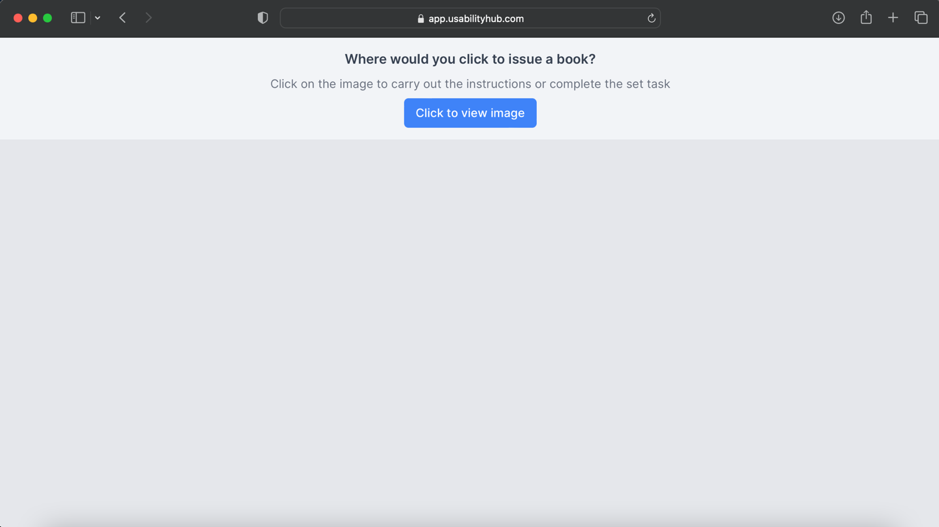 app.usabilityhub.com
Where would you click to issue a book?
Click on the image to carry out the instructions or complete the set task
Click to view image